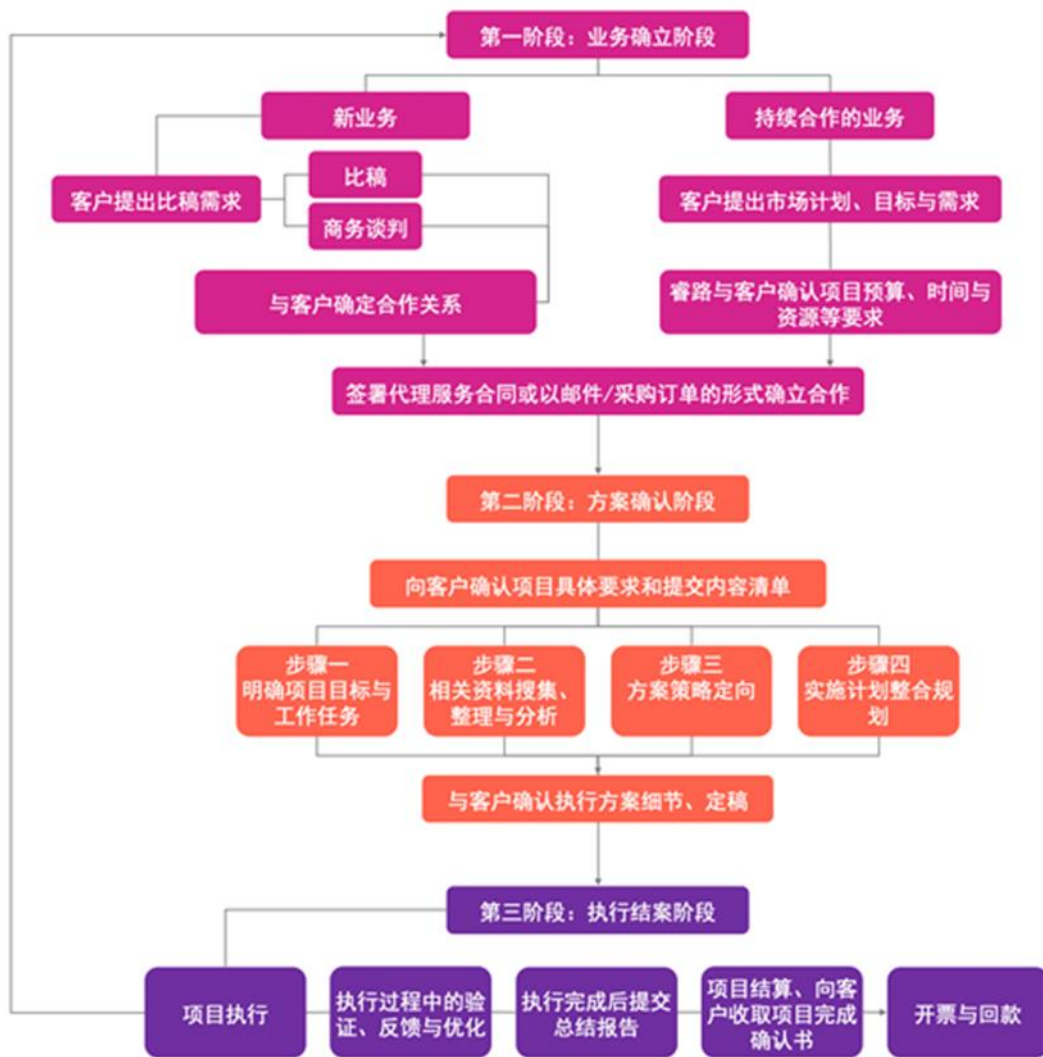 第一阶段：业务确立阶段
新业务
持续合作的业务
客户提出比稿需求
比稿
商务谈判
客户提出市场计划、目标与需求
与客户确定合作关系
睿路与客户确认项目预算、时间与
资源等要求
签署代理服务合同或以邮件/采购订单的形式确立合作
第二阶段：方案确认阶段
向客户确认项目具体要求和提交内容清单
步骤一
明确项目目标与
工作任务
步骤二
相关资料搜集、
整理与分析
步骤三
方案策略定向
步骤四
实施计划整合规
划
与客户确认执行方案细节、定稿
第三阶段：执行结案阶段
项目执行
执行过程中的验
证、反馈与优化
执行完成后提交
总结报告
项目结算、向客
户收取项目完成
确认书
开票与回款